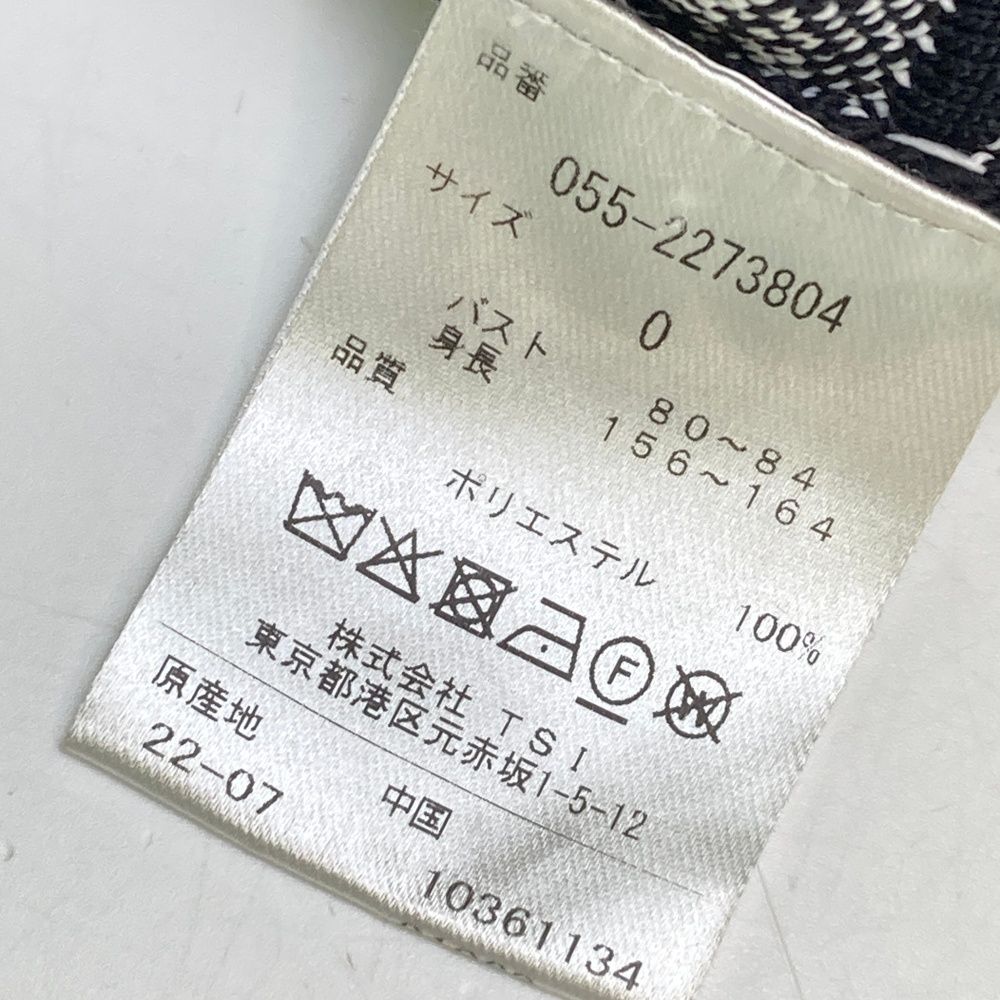 品番
055-2273804
サイズ
0
バスト 80~84
身長 156~164
品質
ポリエステル 100%
F W
株式会社 TSI
東京都港区元赤坂1-5-12
原産地 中国
22-07 10361134